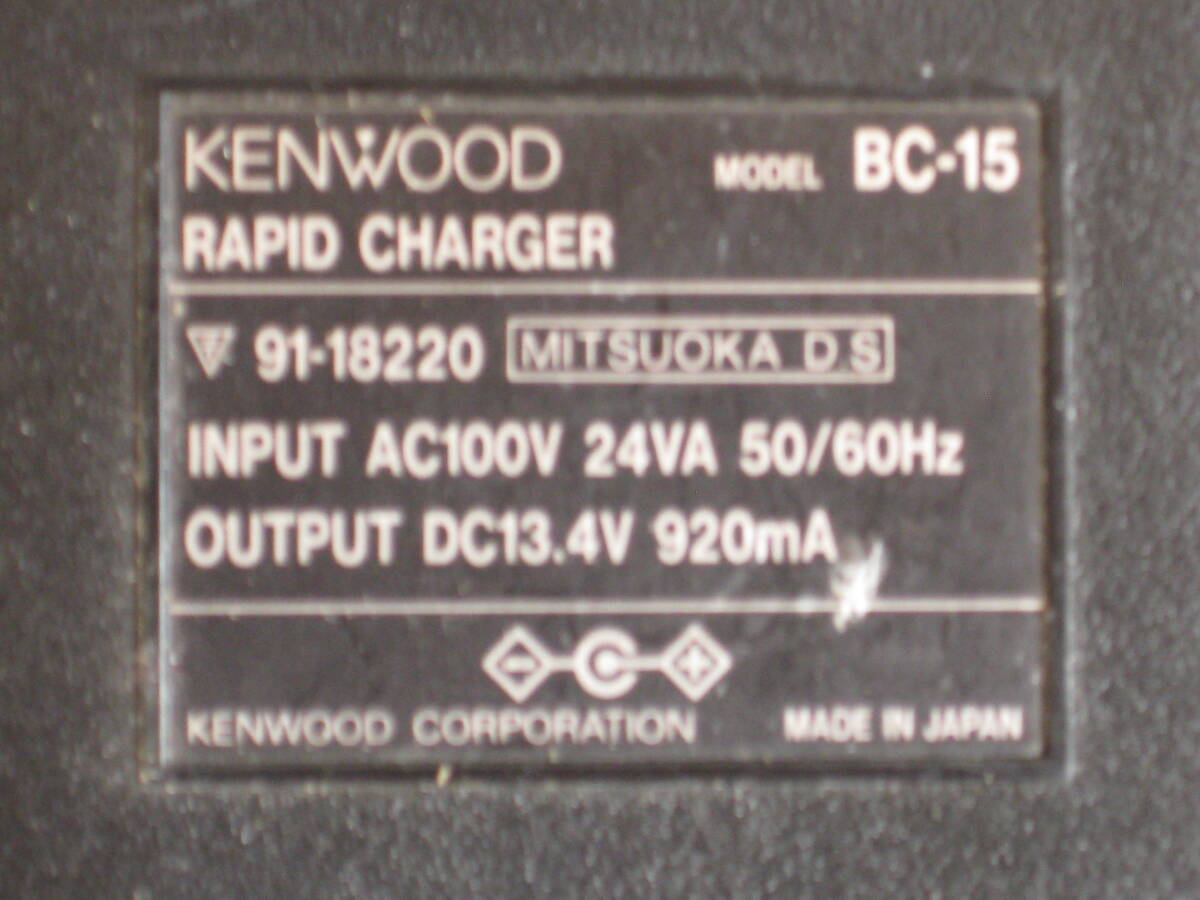 KENWOOD MODEL BC-15
RAPID CHARGER
91-18220 MITSUOKA D S
INPUT AC100V 24VA 50/60Hz
OUTPUT DC13.4V 920mA
KENWOOD CORPORATION MADE IN JAPAN